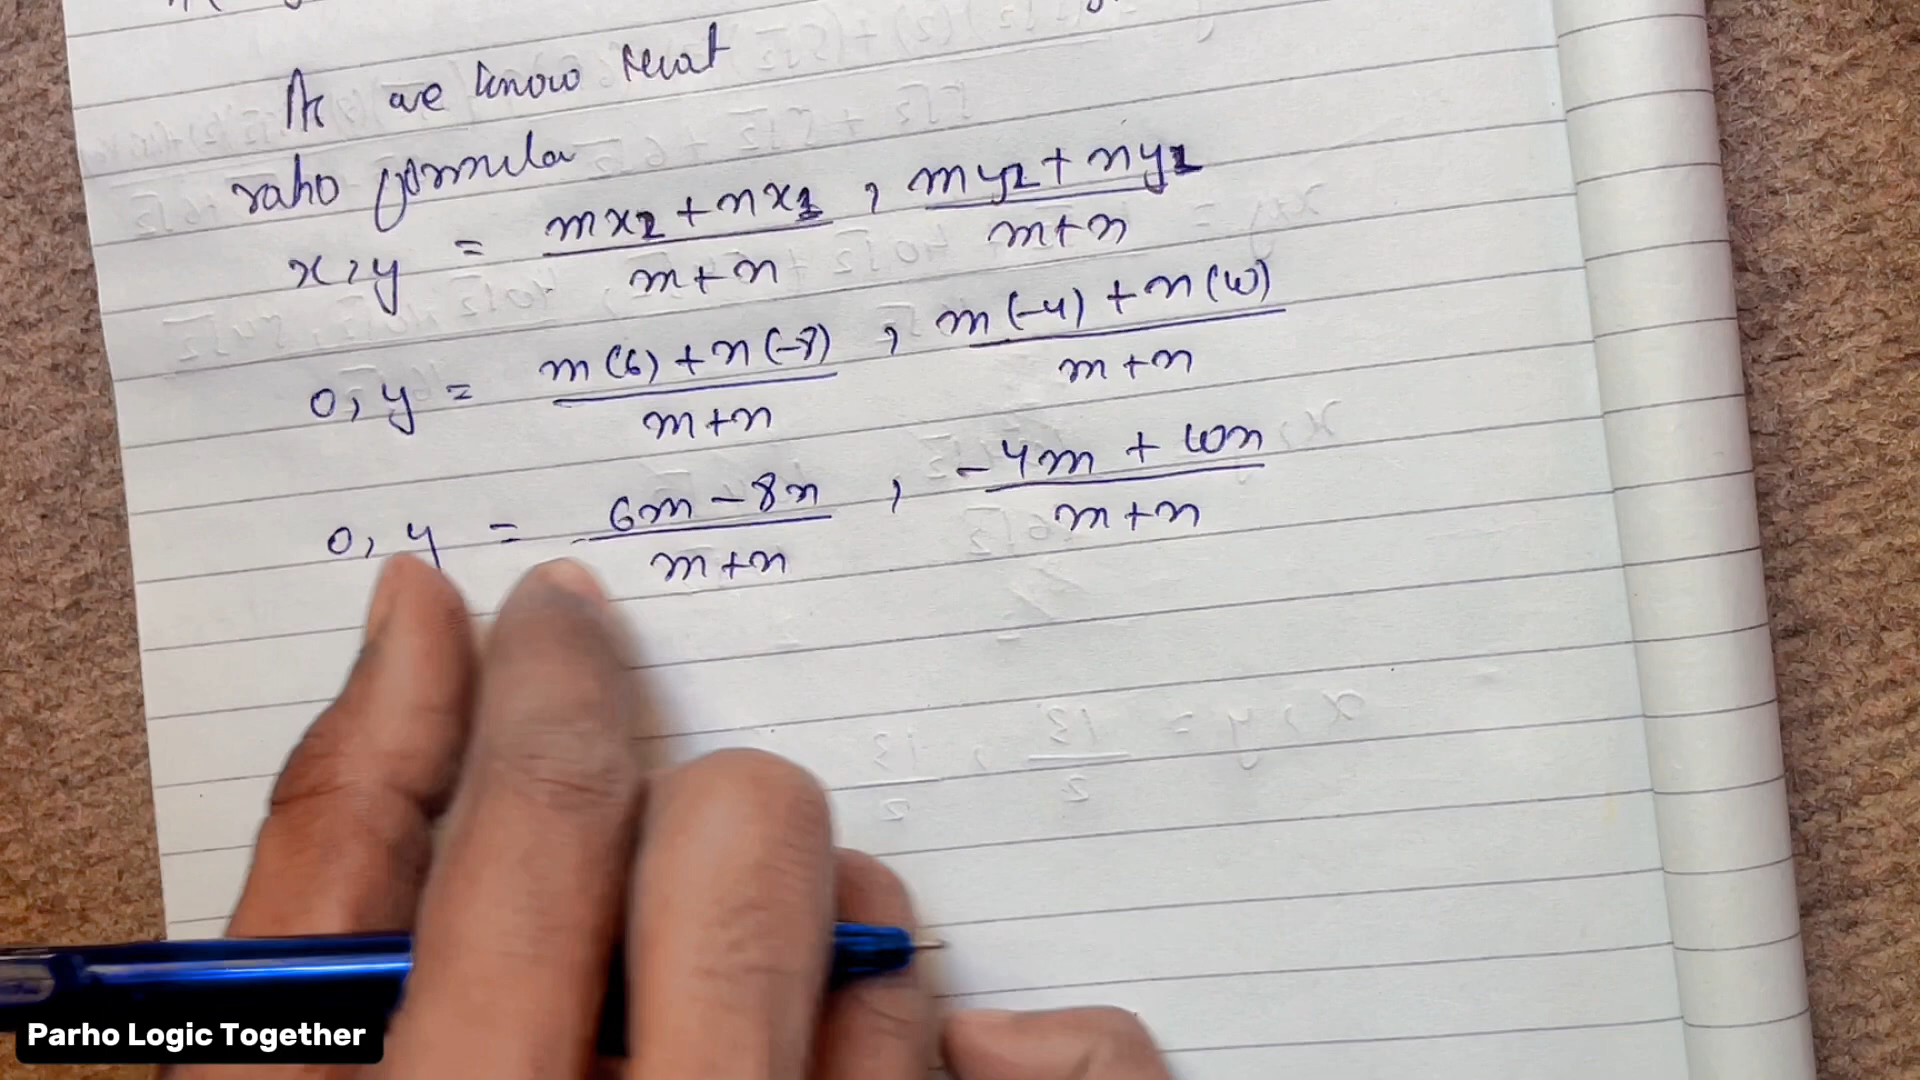 As we know that
ratio formula
x, y = mx2 + nx1 / m+n , my2 + ny1 / m+n
0, y = m(6) + n(-8) / m+n , m(-4) + n(10) / m+n
0, y = 6m - 8n / m+n , -4m + 10n / m+n
Parho Logic Together